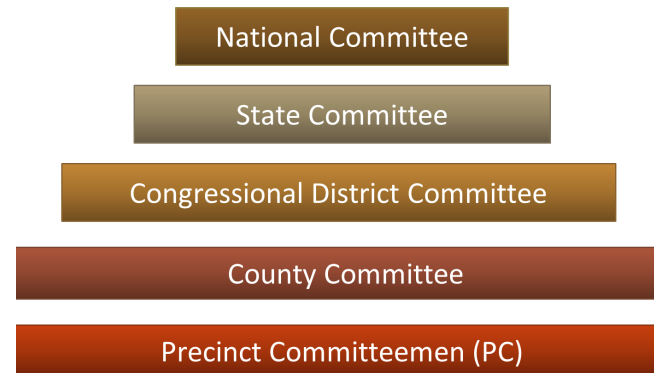 National Committee
State Committee
Congressional District Committee
County Committee
Precinct Committeemen (PC)